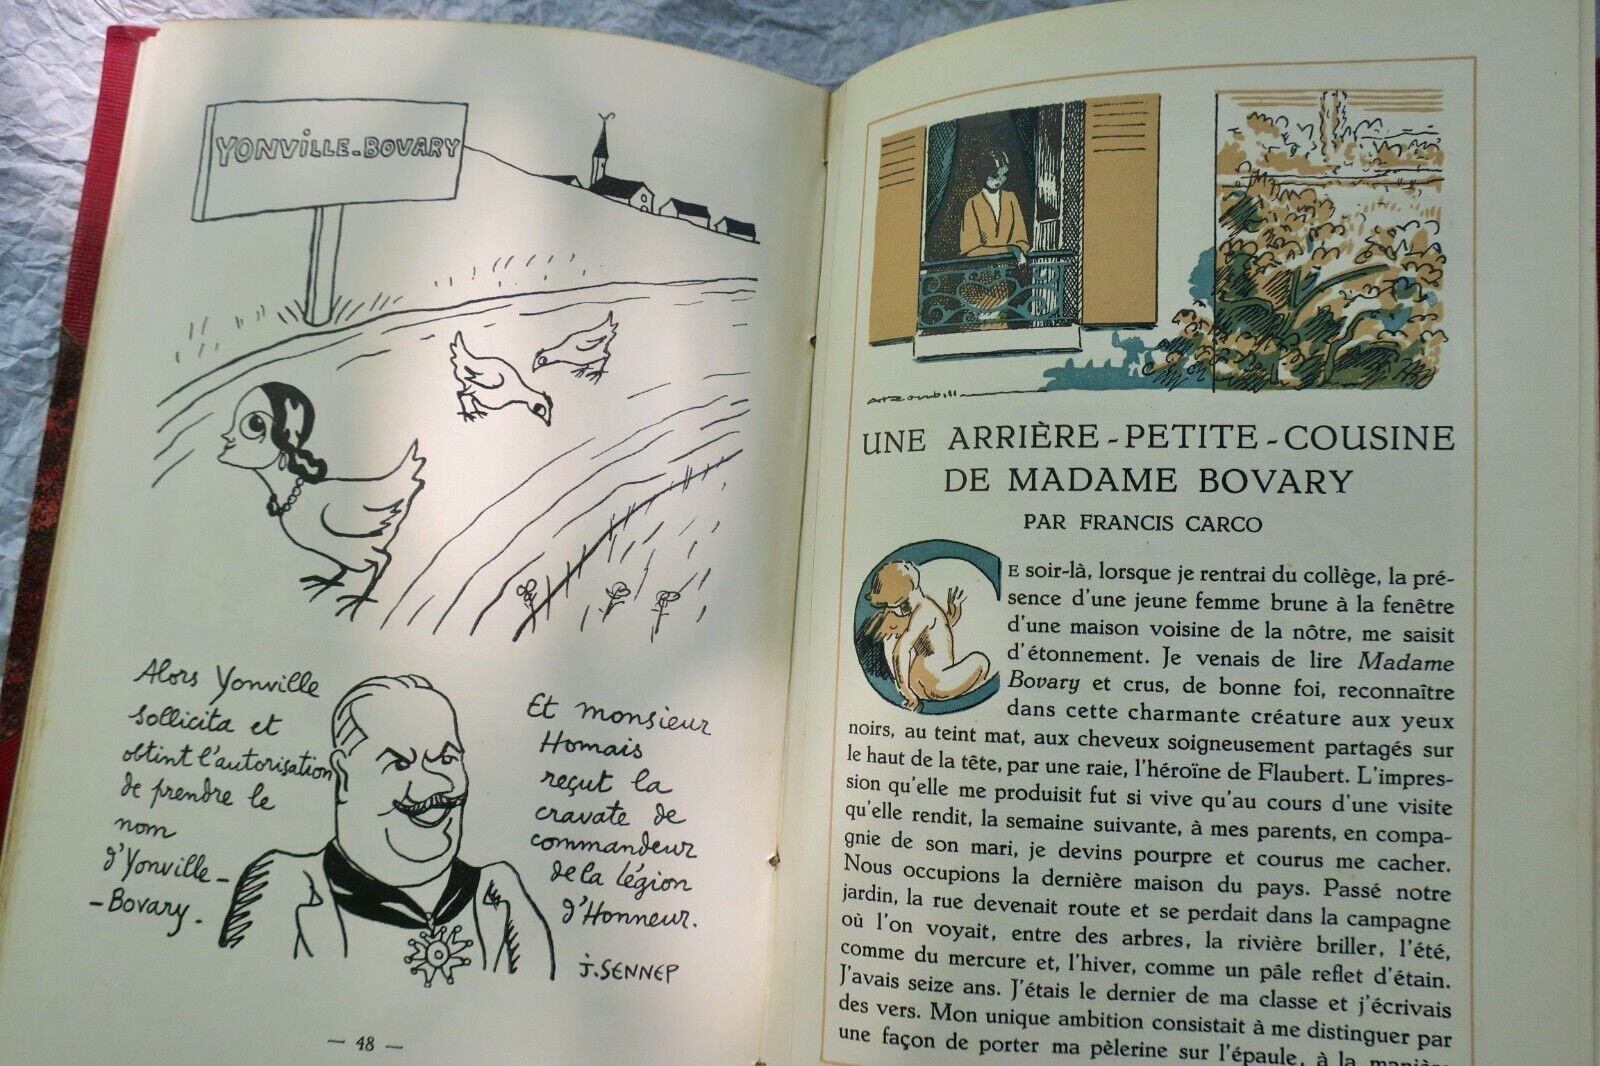 YONVILLE-BOVARY
Alors Yonville
sollicita et
obtint l'autorisation
de prendre le
nom
d'Yonville-
-Bovary.
Et monsieur
Homais
reçut la
cravate de
commandeur
de la légion
d'Honneur.
J. SENNEP
— 48 —
UNE ARRIÈRE-PETITE-COUSINE
DE MADAME BOVARY
PAR FRANCIS CARCO
CE soir-là, lorsque je rentrai du collège, la pré-
sence d'une jeune femme brune à la fenêtre
d'une maison voisine de la nôtre, me saisit
d'étonnement. Je venais de lire Madame
Bovary et crus, de bonne foi, reconnaître
dans cette charmante créature aux yeux
noirs, au teint mat, aux cheveux soigneusement partagés sur
le haut de la tête, par une raie, l'héroïne de Flaubert. L'impres-
sion qu'elle me produisit fut si vive qu'au cours d'une visite
qu'elle rendit, la semaine suivante, à mes parents, en compa-
gnie de son mari, je devins pourpre et courus me cacher.
Nous occupions la dernière maison du pays. Passé notre
jardin, la rue devenait route et se perdait dans la campagne
où l'on voyait, entre des arbres, la rivière briller, l'été,
comme du mercure et, l'hiver, comme un pâle reflet d'étain.
J'avais seize ans. J'étais le dernier de ma classe et j'écrivais
des vers. Mon unique ambition consistait à me distinguer par
une façon de porter ma pèlerine sur l'épaule, à la manière